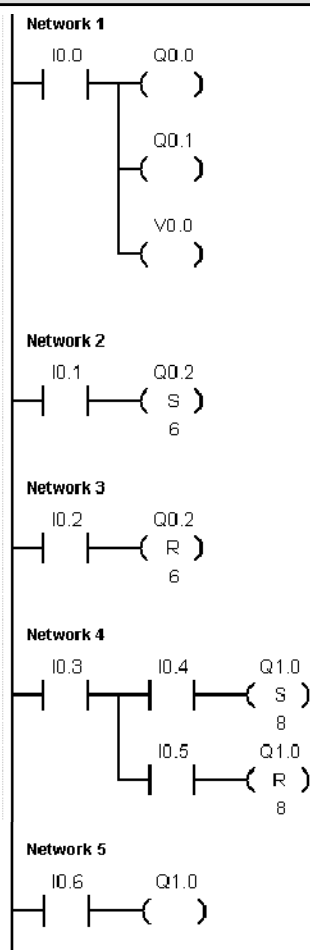 Network 1
I0.0 Q0.0
Q0.1
V0.0
Network 2
I0.1 Q0.2
S
6
Network 3
I0.2 Q0.2
R
6
Network 4
I0.3 I0.4 Q1.0
S
8
I0.5 Q1.0
R
8
Network 5
I0.6 Q1.0